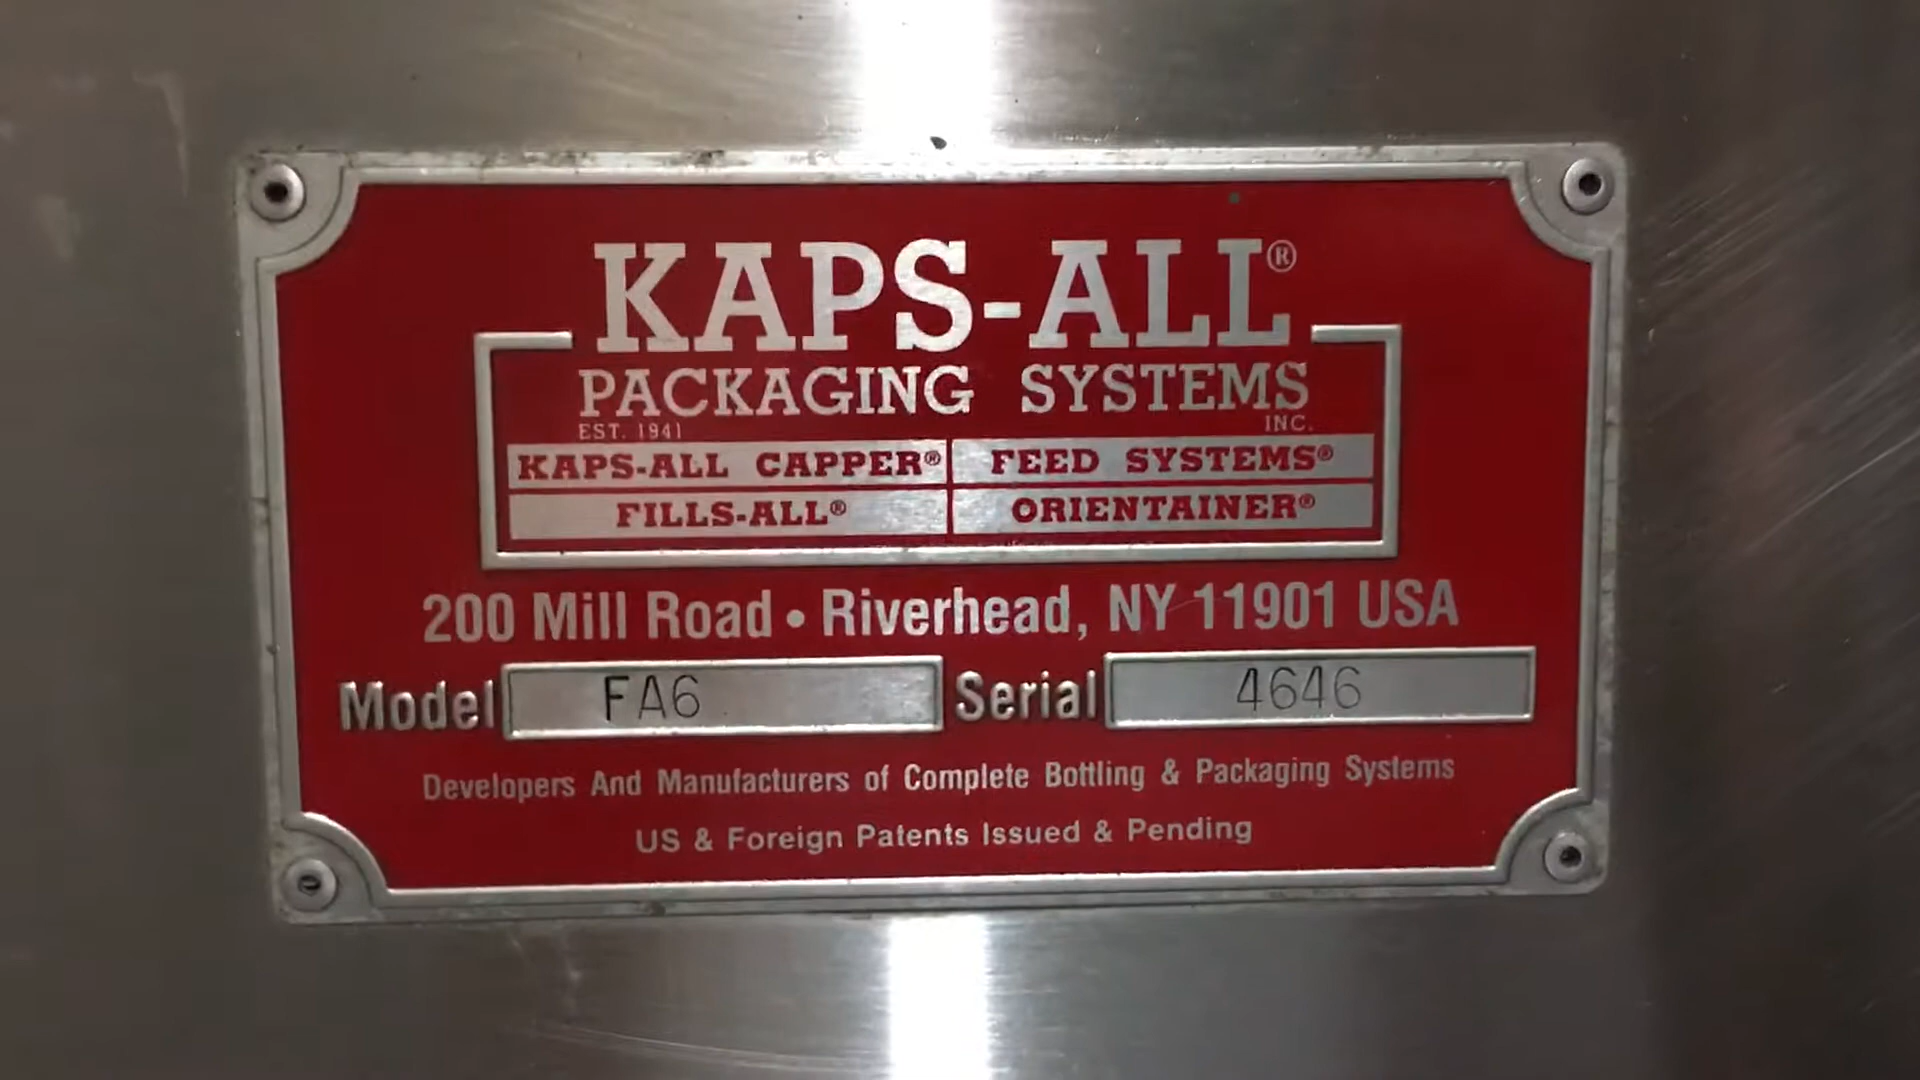 KAPS-ALL®
PACKAGING SYSTEMS
EST. 1941 INC.
KAPS-ALL CAPPER® FEED SYSTEMS®
FILLS-ALL® ORIENTAINER®
200 Mill Road • Riverhead, NY 11901 USA
Model FA6 Serial 4646
Developers And Manufacturers of Complete Bottling & Packaging Systems
US & Foreign Patents Issued & Pending